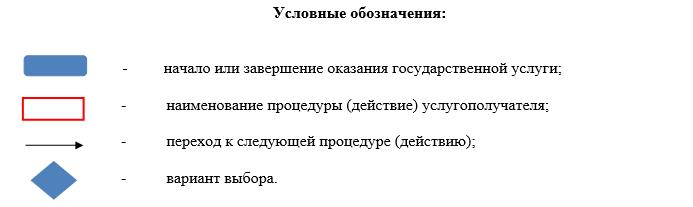 Условные обозначения:
- начало или завершение оказания государственной услуги;
- наименование процедуры (действие) услугополучателя;
- переход к следующей процедуре (действию);
- вариант выбора.